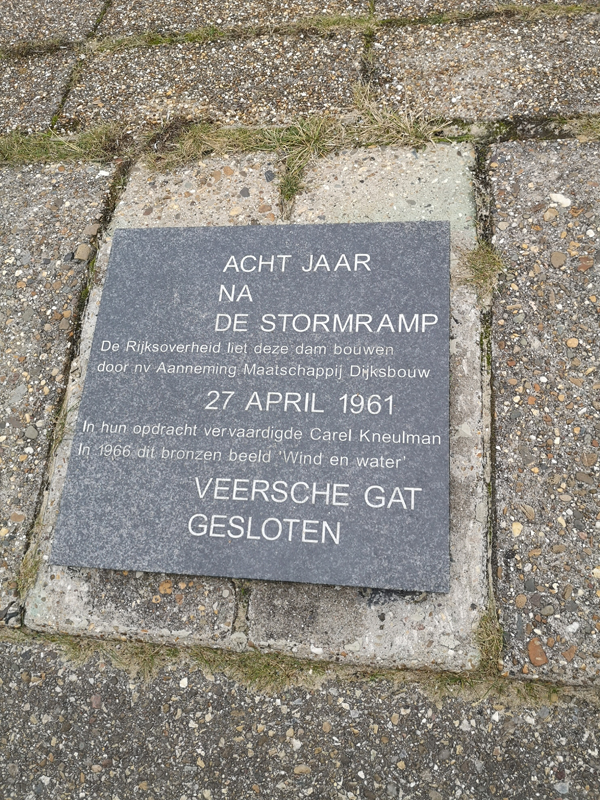 ACHT JAAR
NA
DE STORMRAMP
De Rijksoverheid liet deze dam bouwen
door nv Aanneming Maatschappij Dijksbouw
27 APRIL 1961
In hun opdracht vervaardigde Carel Kneulman
In 1966 dit bronzen beeld 'Wind en water'
VEERSCHE GAT
GESLOTEN